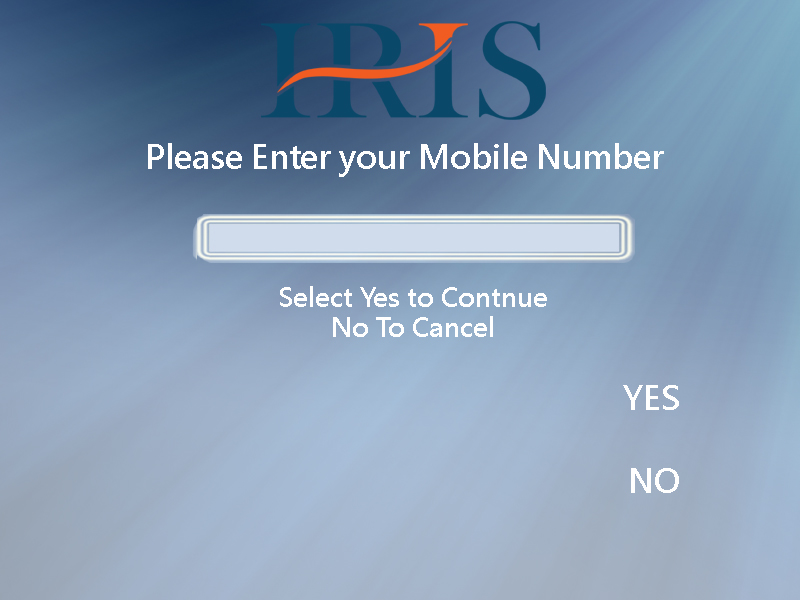 IRIS
Please Enter your Mobile Number
Select Yes to Contnue
No To Cancel
YES
NO